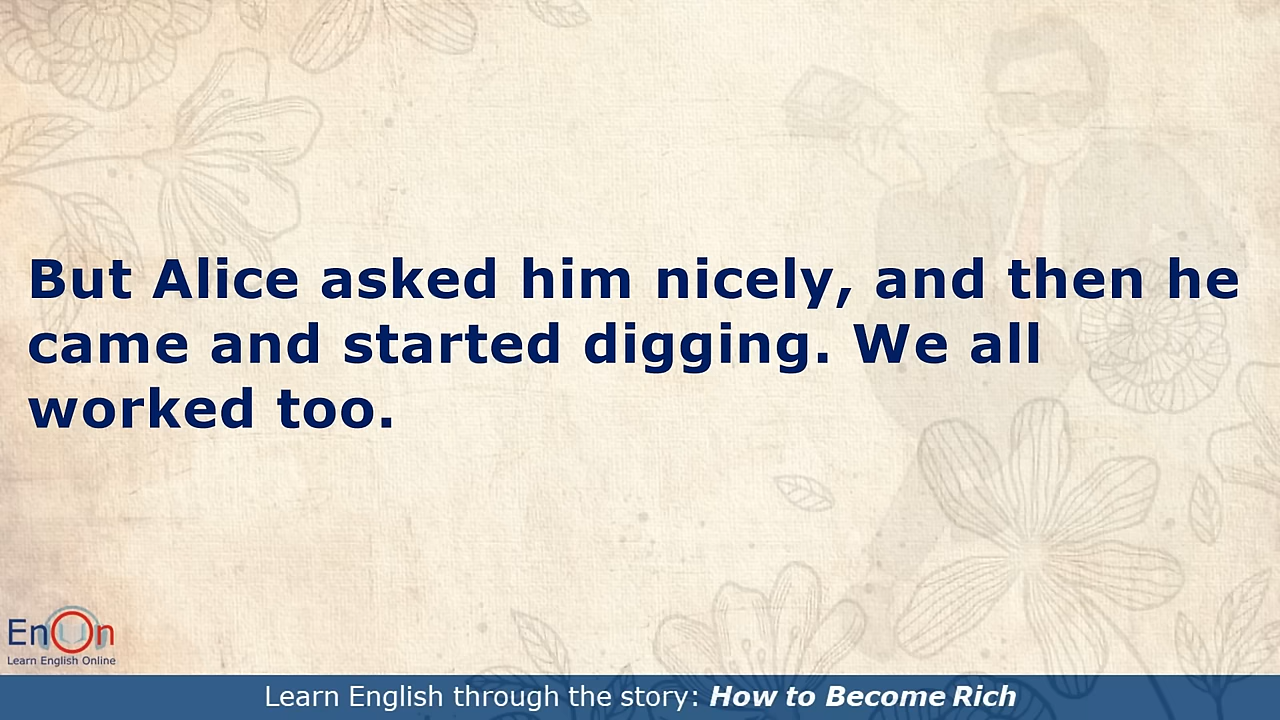 But Alice asked him nicely, and then he
came and started digging. We all
worked too.
EnOn
Learn English Online
Learn English through the story: How to Become Rich